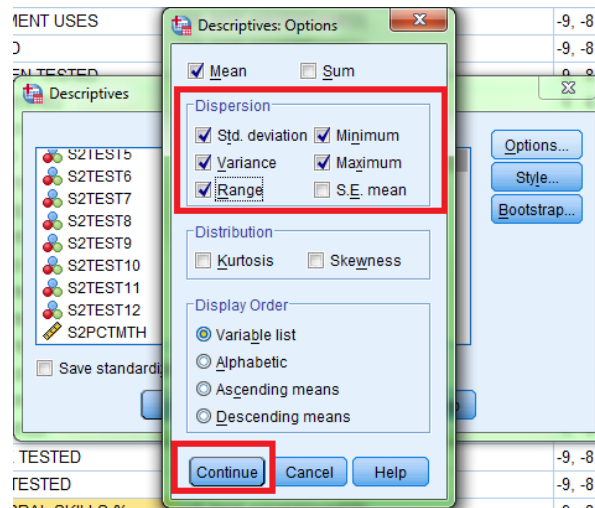 MENT USES
-9, -8
Descriptives: Options
-9, -8
TESTED
Mean
Sum
Descriptives
Dispersion
Std. deviation
Minimum
Variance
Maximum
Range
S.E. mean
Distribution
Kurtosis
Skewness
Display Order
Variable list
Alphabetic
Ascending means
Descending means
Continue
Cancel
Help
S2TEST5
S2TEST6
S2TEST7
S2TEST8
S2TEST9
S2TEST10
S2TEST11
S2TEST12
S2PCTMTH
Save standardi
Options...
Style...
Bootstrap...
TESTED
-9, -8
TESTED
-9, -8